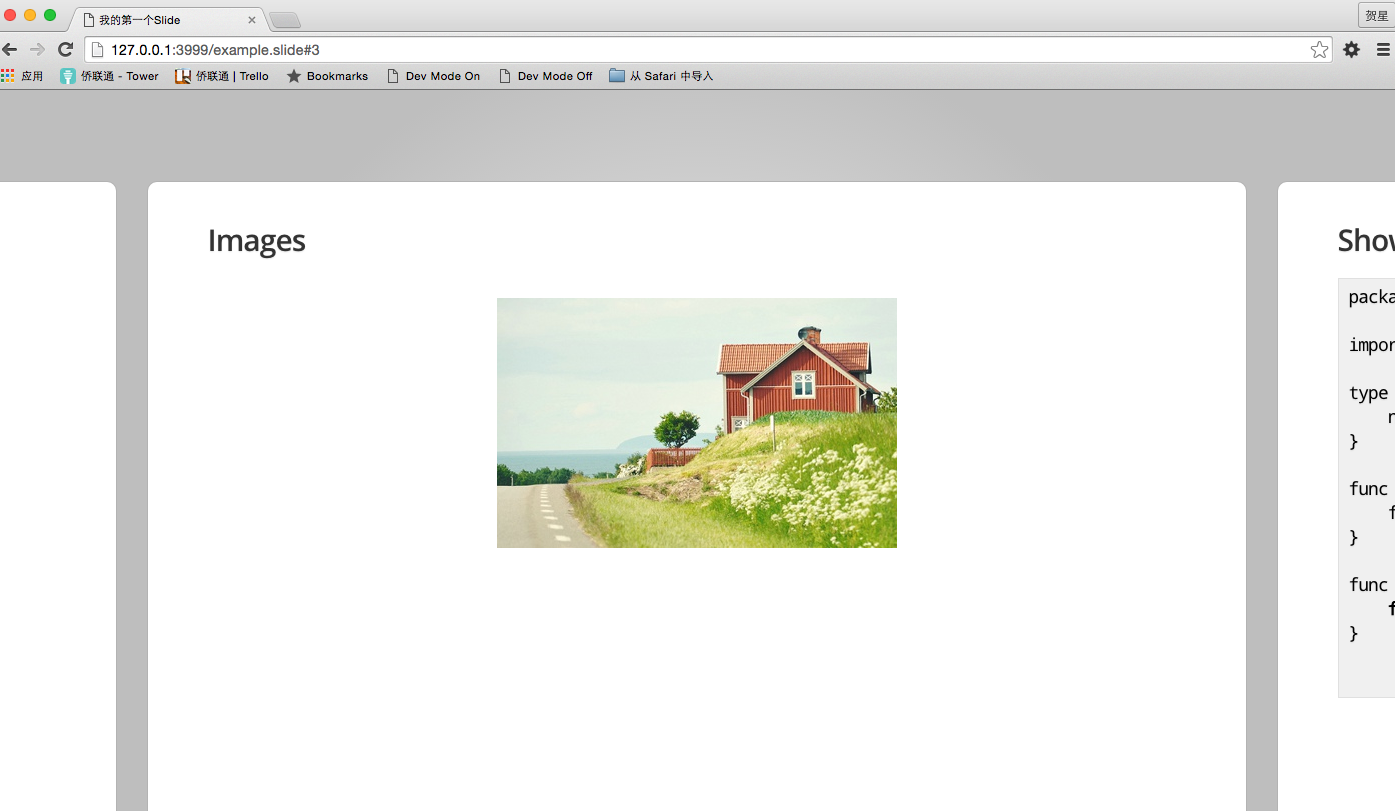 我的第一个Slide
贺星
127.0.0.1:3999/example.slide#3
应用 侨联通 - Tower 侨联通 | Trello Bookmarks Dev Mode On Dev Mode Off 从 Safari 中导入
Images
Show
packa
impor
type
n
}
func
f
}
func
f
}